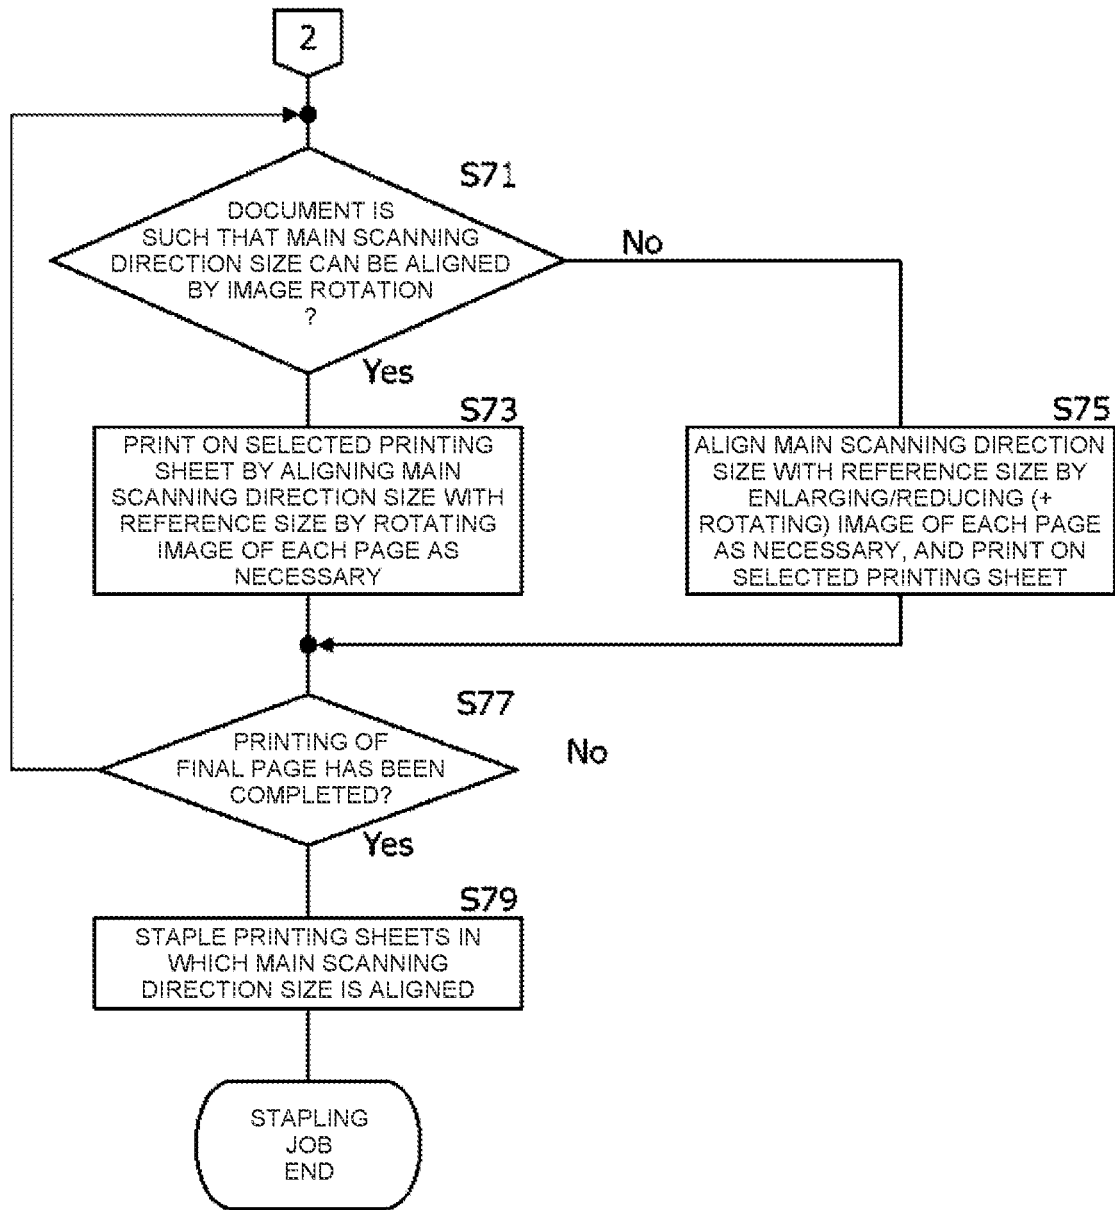 2
S71
DOCUMENT IS
SUCH THAT MAIN SCANNING
DIRECTION SIZE CAN BE ALIGNED
BY IMAGE ROTATION
?
No
Yes
S73
PRINT ON SELECTED PRINTING
SHEET BY ALIGNING MAIN
SCANNING DIRECTION SIZE WITH
REFERENCE SIZE BY ROTATING
IMAGE OF EACH PAGE AS
NECESSARY
S75
ALIGN MAIN SCANNING DIRECTION
SIZE WITH REFERENCE SIZE BY
ENLARGING/REDUCING (+
ROTATING) IMAGE OF EACH PAGE
AS NECESSARY, AND PRINT ON
SELECTED PRINTING SHEET
S77
PRINTING OF
FINAL PAGE HAS BEEN
COMPLETED?
No
Yes
S79
STAPLE PRINTING SHEETS IN
WHICH MAIN SCANNING
DIRECTION SIZE IS ALIGNED
STAPLING
JOB
END